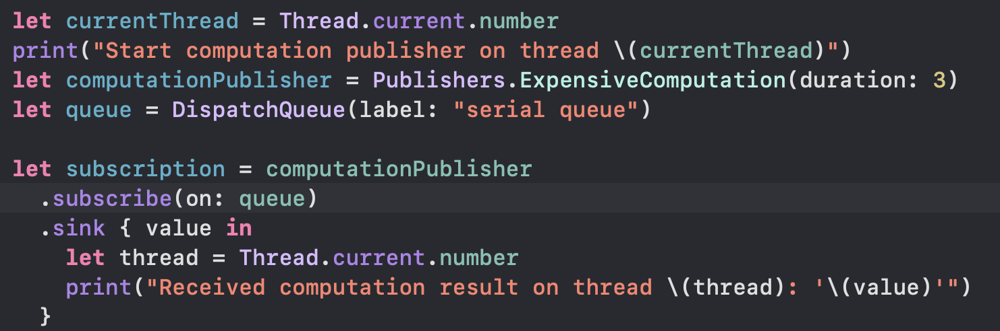 let currentThread = Thread.current.number
print("Start computation publisher on thread \(currentThread)")
let computationPublisher = Publishers.ExpensiveComputation(duration: 3)
let queue = DispatchQueue(label: "serial queue")

let subscription = computationPublisher
  .subscribe(on: queue)
  .sink { value in
    let thread = Thread.current.number
    print("Received computation result on thread \(thread): '\(value)'")
  }